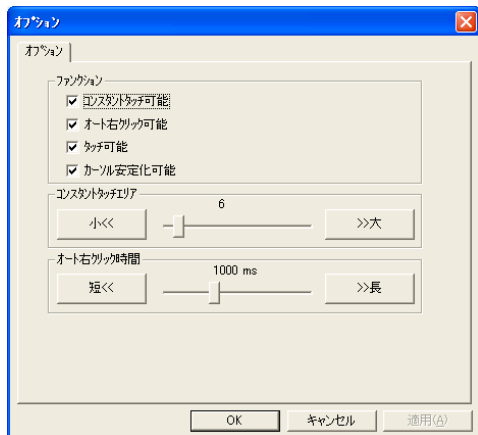 オプション
オプション
ファンクション
コンスタントタッチ可能
オート右クリック可能
タッチ可能
カーソル安定化可能
コンスタントタッチエリア
6
小<< >>大
オート右クリック時間
1000 ms
短<< >>長
OK キャンセル 適用(A)